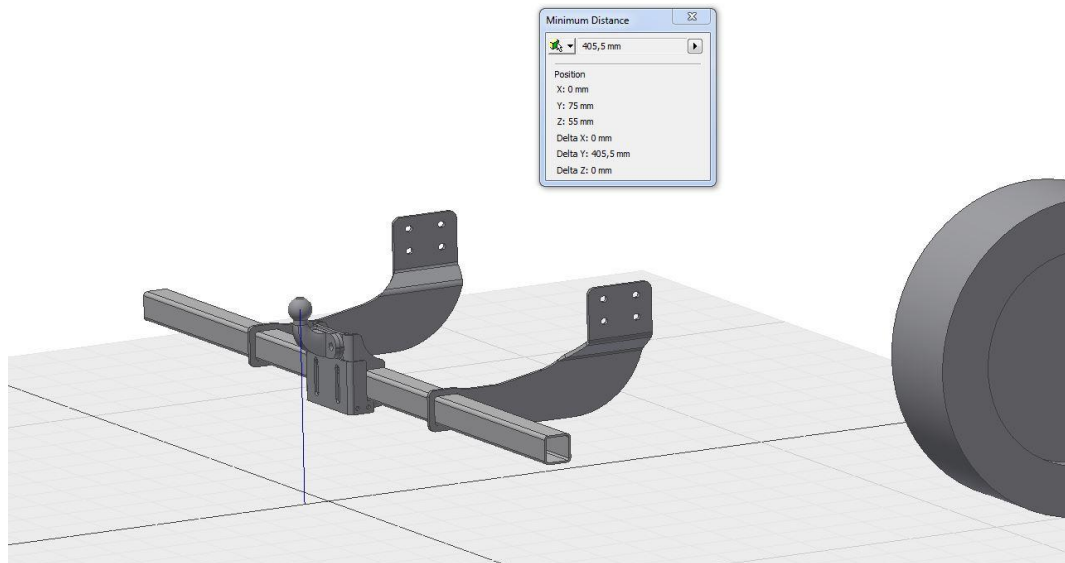 Minimum Distance
405,5 mm
Position
X: 0 mm
Y: 75 mm
Z: 55 mm
Delta X: 0 mm
Delta Y: 405,5 mm
Delta Z: 0 mm